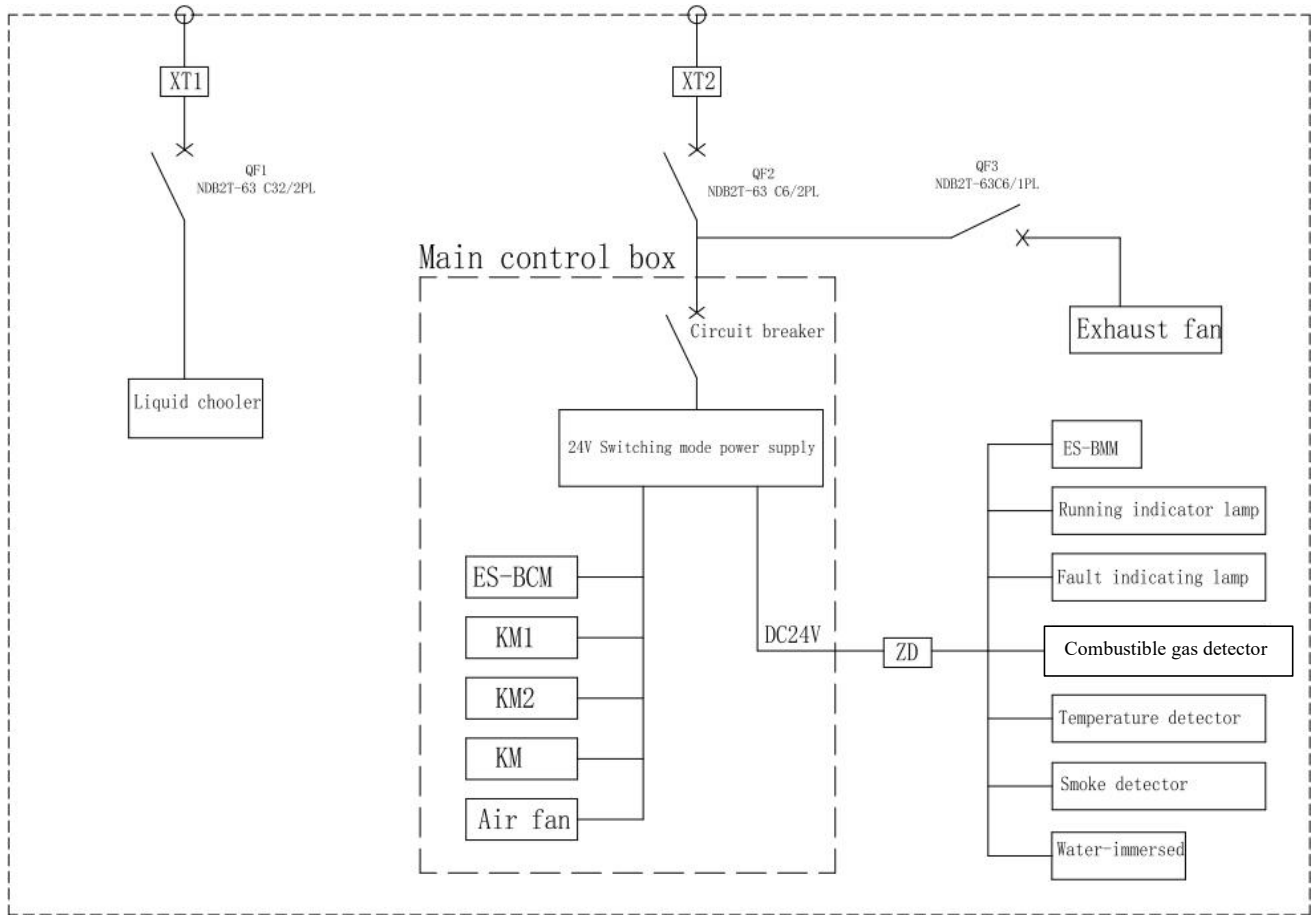 XT1
XT2
QF1
NDB2T-63 C32/2PL
QF2
NDB2T-63 C6/2PL
QF3
NDB2T-63C6/1PL
Main control box
Circuit breaker
Exhaust fan
Liquid chooler
24V Switching mode power supply
ES-BMM
Running indicator lamp
Fault indicating lamp
ES-BCM
KM1
KM2
KM
Air fan
DC24V
ZD
Combustible gas detector
Temperature detector
Smoke detector
Water-immersed